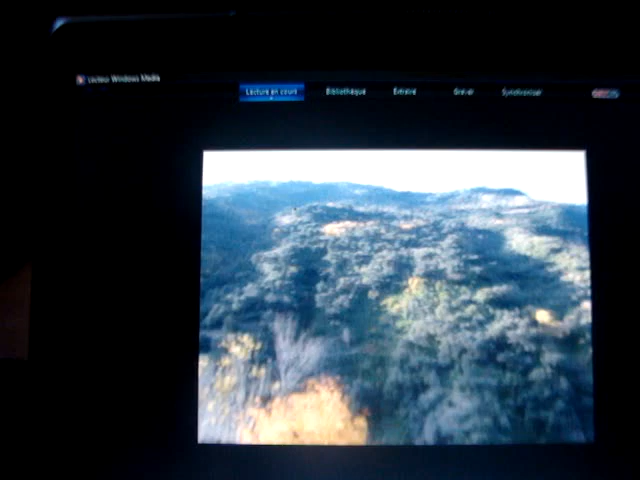 Lecteur Windows Media
Lecture en cours Bibliothèque Extraire Graver Synchroniser